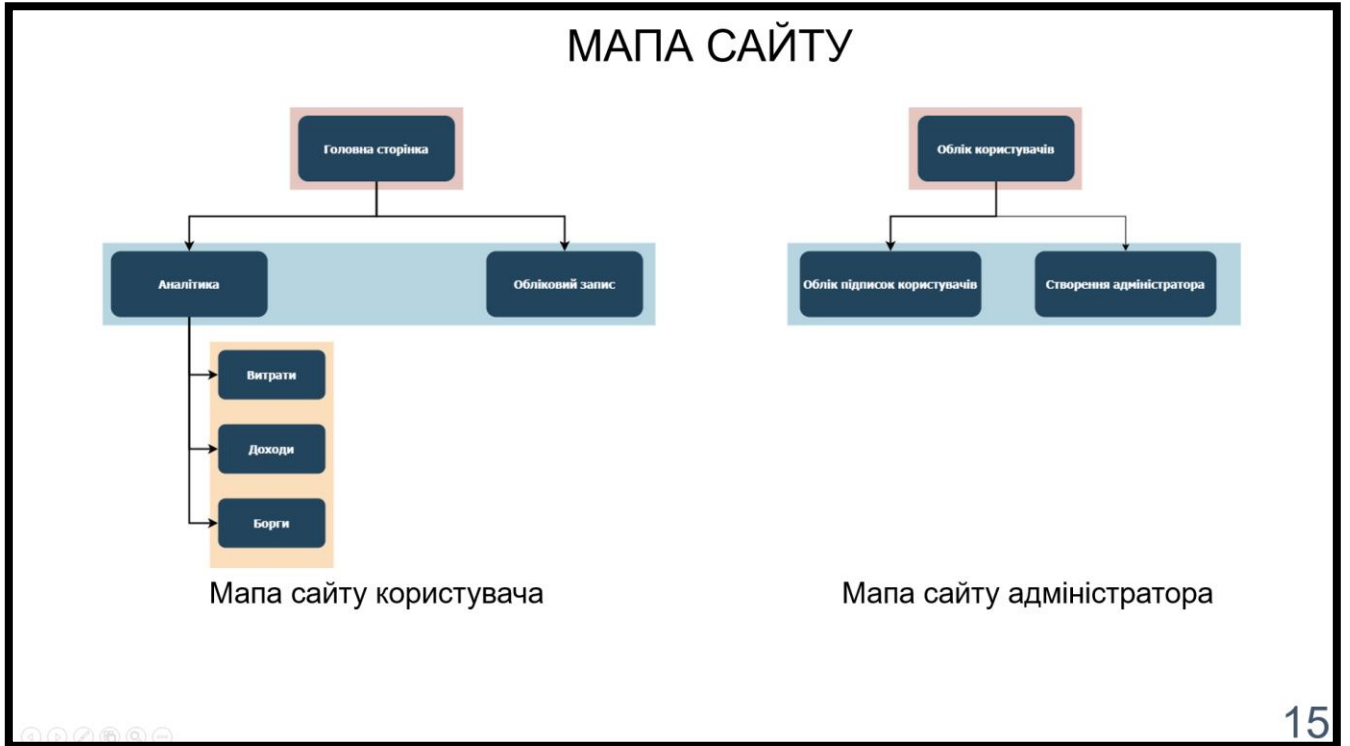 МАПА САЙТУ
Головна сторінка
Аналітика
Обліковий запис
Витрати
Доходи
Борги
Мапа сайту користувача
Облік користувачів
Облік підписок користувачів
Створення адміністратора
Мапа сайту адміністратора
15